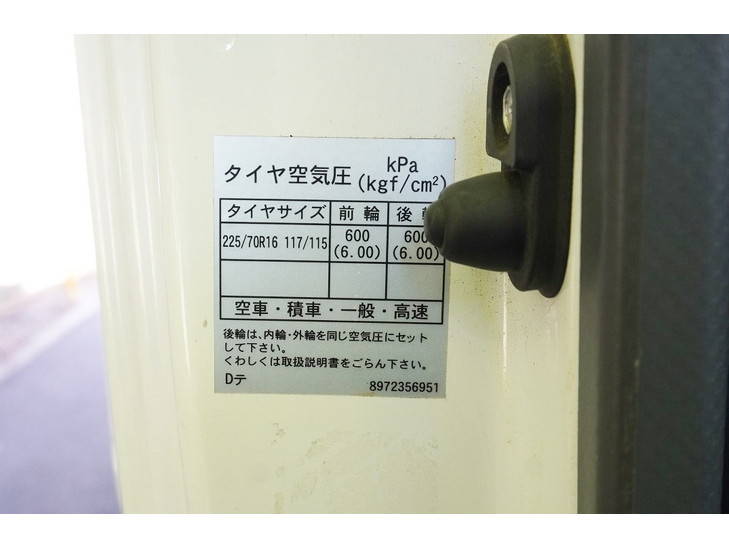 タイヤ空気圧 kPa
(kgf/cm²)
タイヤサイズ 前輪 後
225/70R16 117/115 600 600
(6.00) (6.00)
空車・積車・一般・高速
後輪は、内輪・外輪を同じ空気圧にセット
して下さい。
くわしくは取扱説明書をごらん下さい。
Dテ 8972356951